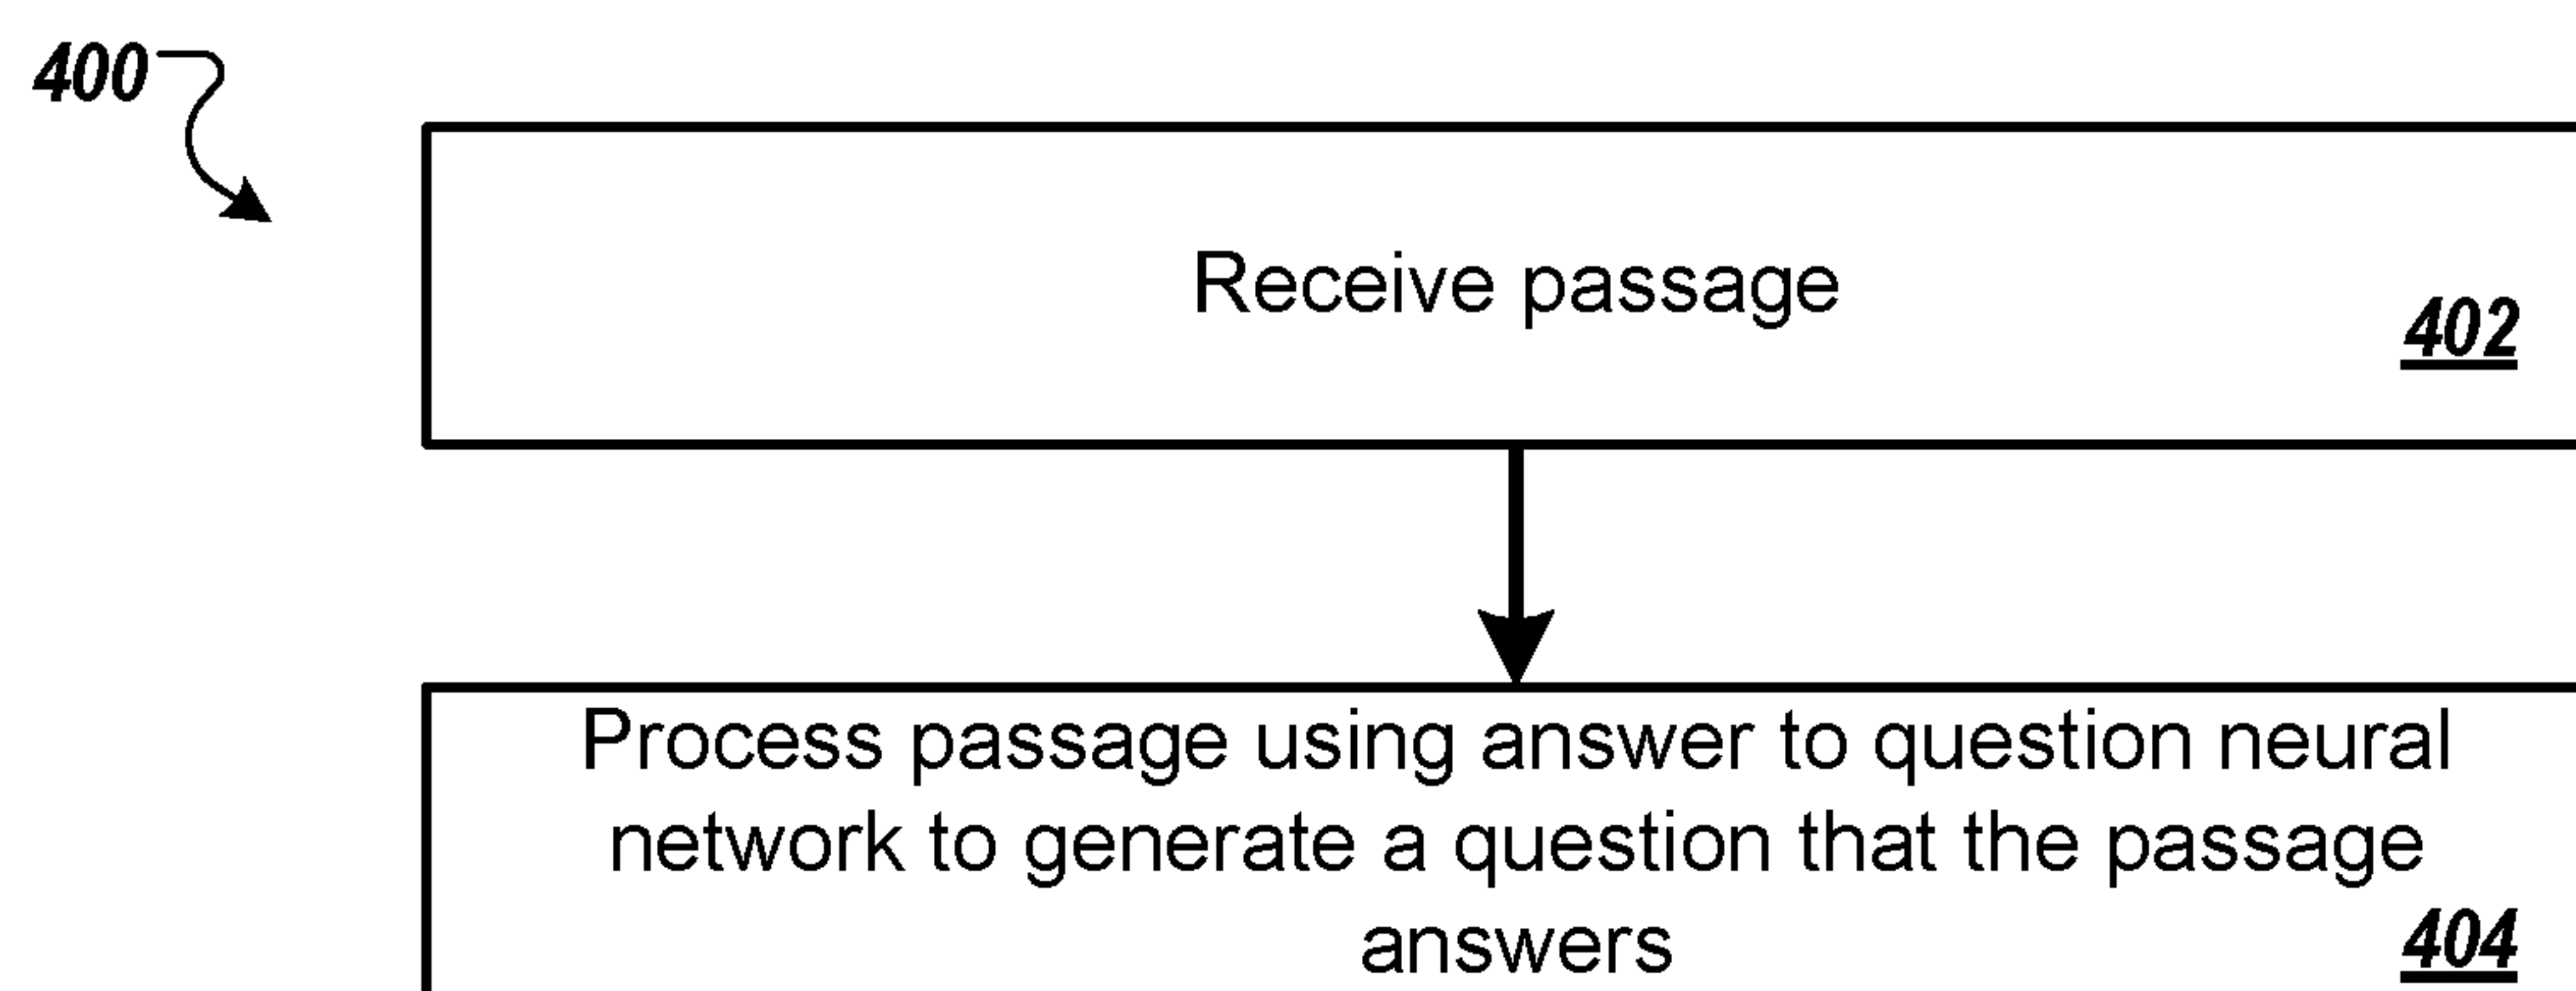 400
Receive passage
402
Process passage using answer to question neural
network to generate a question that the passage
answers
404